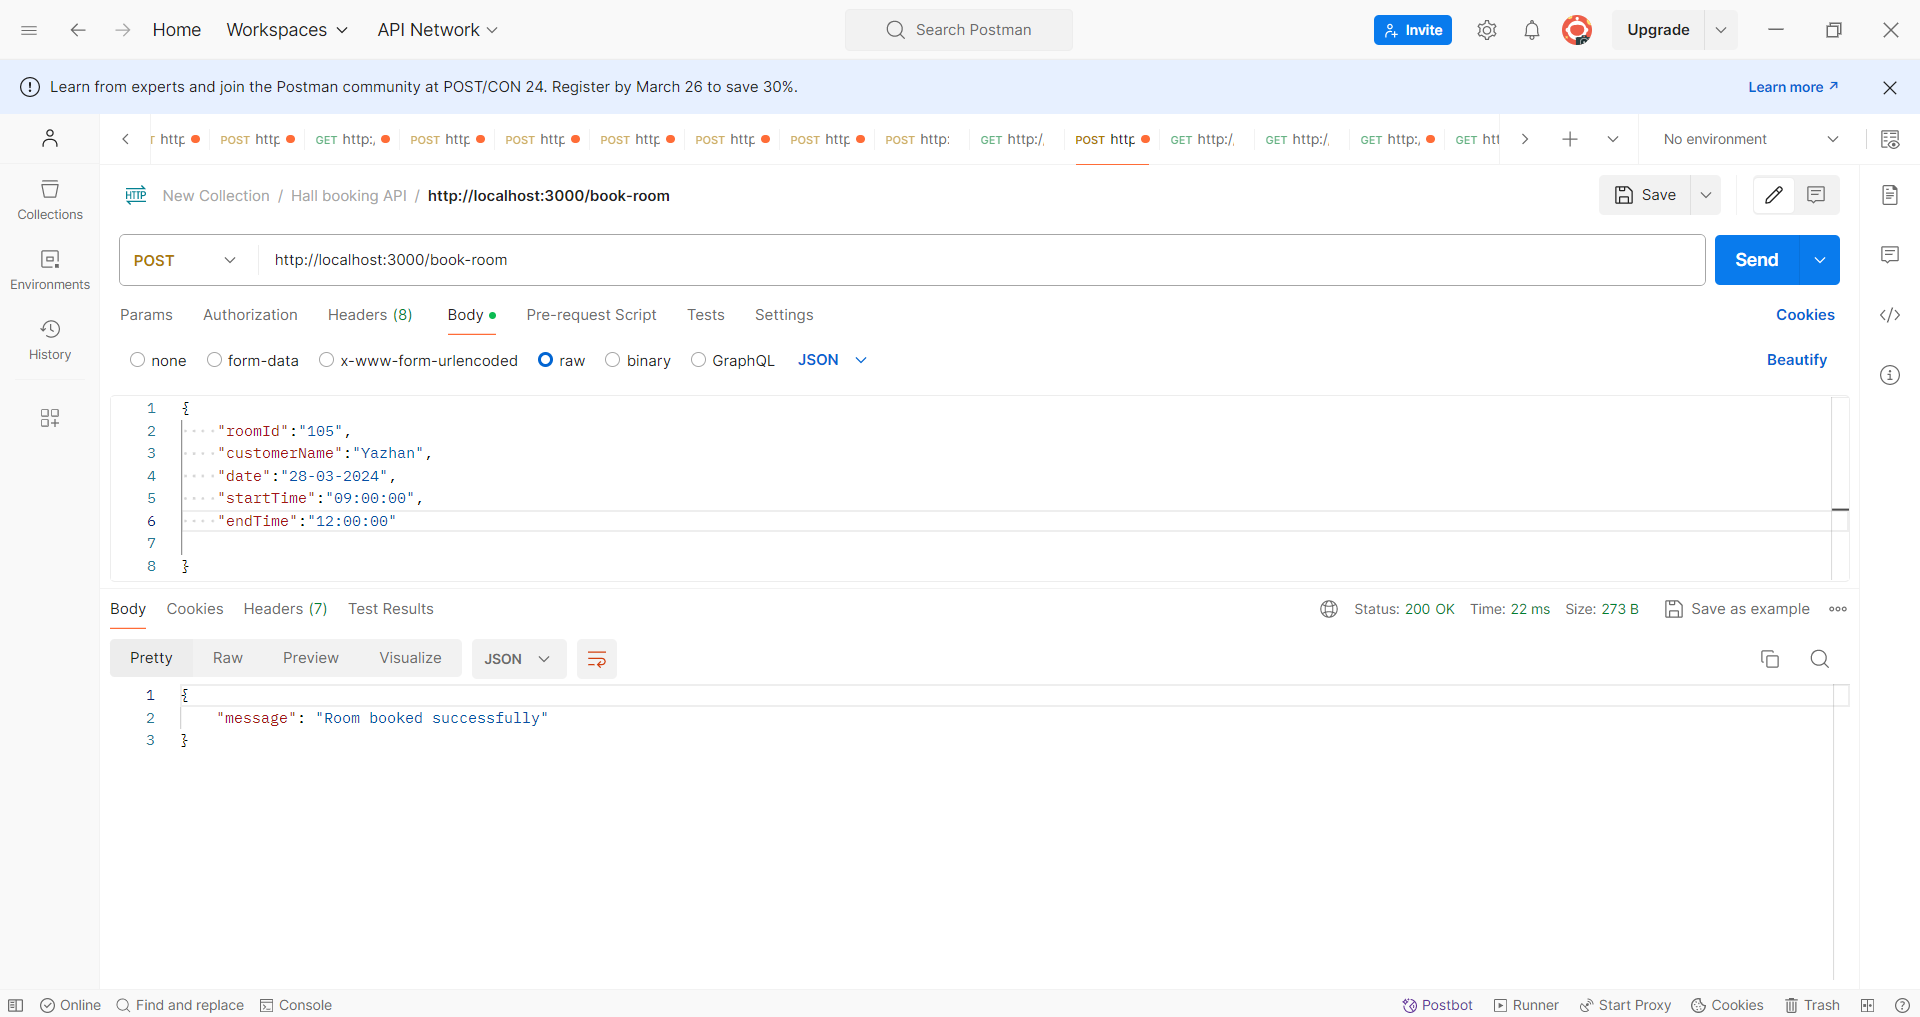 Home Workspaces API Network Search Postman Invite Upgrade
Learn from experts and join the Postman community at POST/CON 24. Register by March 26 to save 30%. Learn more
http POST http GET http:/ POST http POST http POST http POST http POST http POST http: GET http:/ POST http GET http:/ GET http:/ GET http:/ GET htt No environment
HTTP New Collection / Hall booking API / http://localhost:3000/book-room Save
POST http://localhost:3000/book-room Send
Params Authorization Headers (8) Body Pre-request Script Tests Settings Cookies
none form-data x-www-form-urlencoded raw binary GraphQL JSON Beautify
Collections
Environments
History
1 {
2 "roomId":"105",
3 "customerName":"Yazhan",
4 "date":"28-03-2024",
5 "startTime":"09:00:00",
6 "endTime":"12:00:00"
7
8 }
Body Cookies Headers (7) Test Results Status: 200 OK Time: 22 ms Size: 273 B Save as example
Pretty Raw Preview Visualize JSON
1 {
2 "message": "Room booked successfully"
3 }
Online Find and replace Console Postbot Runner Start Proxy Cookies Trash